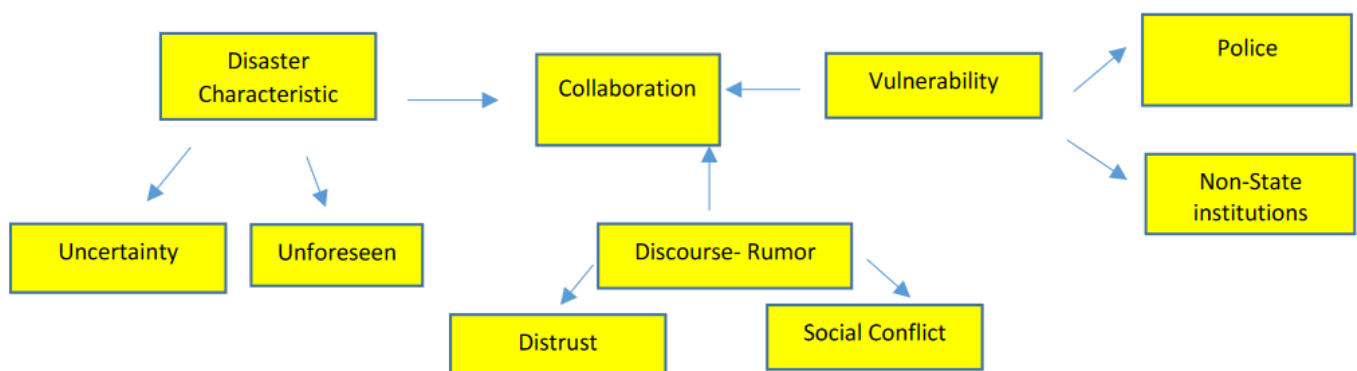 Disaster
Characteristic
Collaboration
Vulnerability
Police
Non-State
institutions
Uncertainty
Unforeseen
Discourse- Rumor
Distrust
Social Conflict